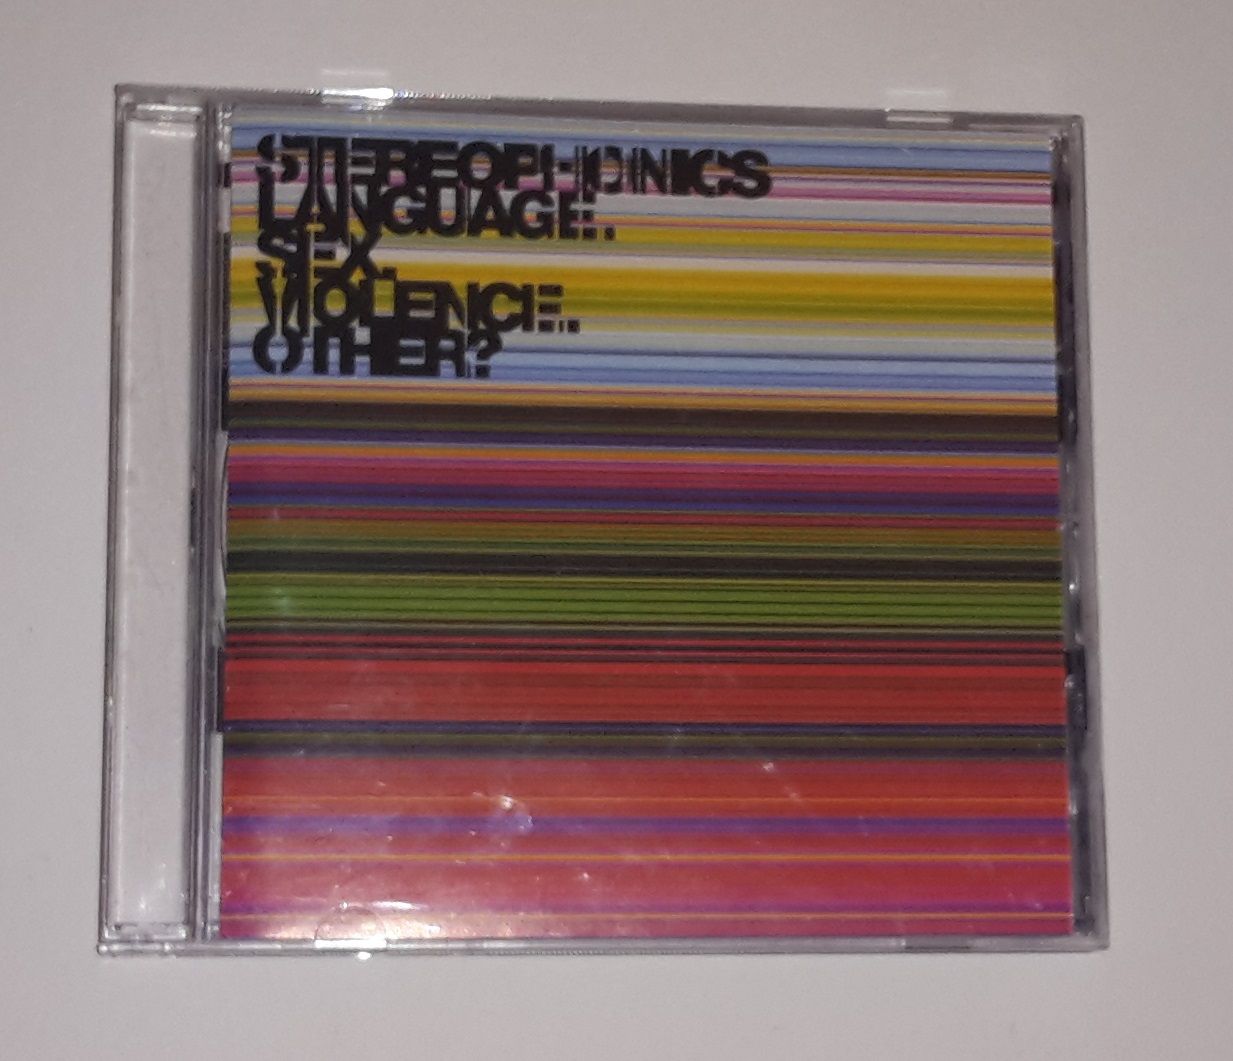 STEREOPHONICS
LANGUAGE.
SEX.
VIOLENCE.
OTHER?